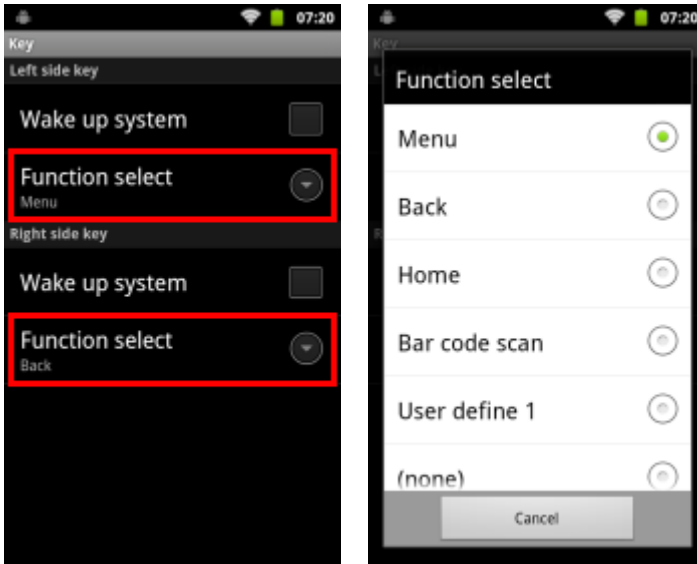 07:20
Key
Left side key
Wake up system
Function select
Menu
Right side key
Wake up system
Function select
Back
07:20
Key
Function select
Menu
Back
Home
Bar code scan
User define 1
(none)
Cancel